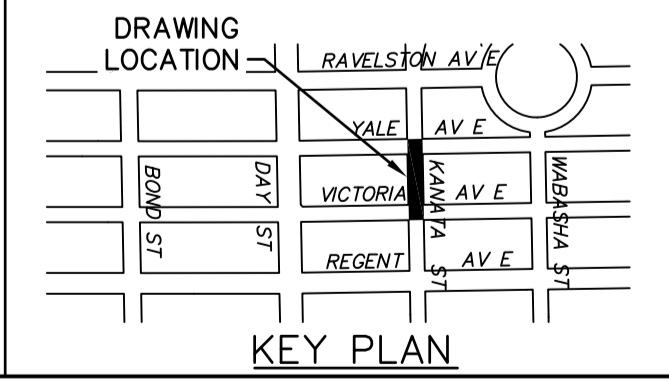 DRAWING
LOCATION
RAVELSTON AV E
YALE AV E
VICTORIA AV E
REGENT AV E
BOND ST
DAY ST
KANATA ST
WABASHA ST
KEY PLAN